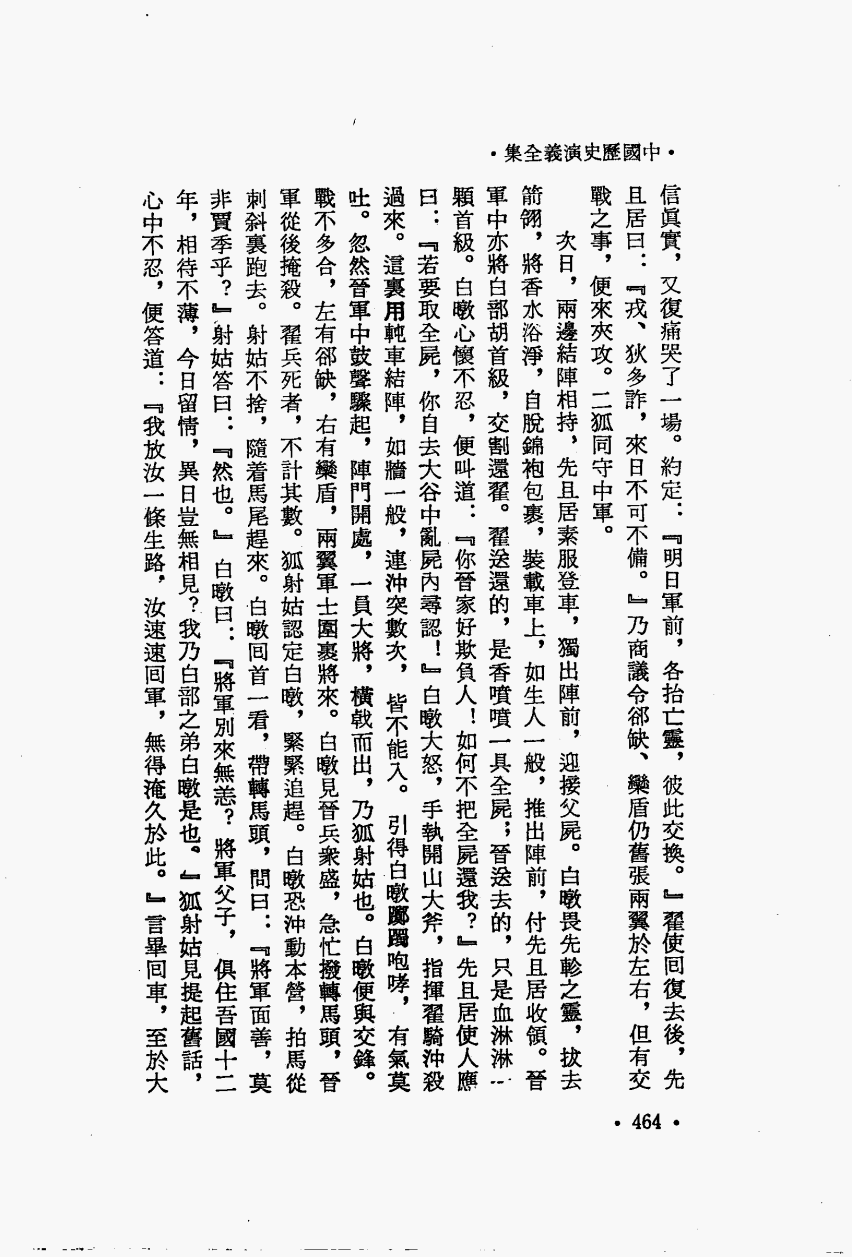 ·中國歷史演義全集·
信眞實，又復痛哭了一場。約定：『明日軍前，各抬亡靈，彼此交換。』翟使回復去後，先
且居曰：『戎、狄多詐，來日不可不備。』乃商議令郤缺、欒盾仍舊張兩翼於左右，但有交
戰之事，便來夾攻。二狐同守中軍。
次日，兩邊結陣相持，先且居素服登車，獨出陣前，迎接父屍。白暾畏先軫之靈，拔去
箭翎，將香水浴淨，自脫錦袍包裹，裝載車上，如生人一般，推出陣前，付先且居收領。晉
軍中亦將白部胡首級，交割還翟。翟送還的，是香噴噴一具全屍；晉送去的，只是血淋淋一
顆首級。白暾心懷不忍，便叫道：『你晉家好欺負人！如何不把全屍還我？』先且居使人應
曰：『若要取全屍，你自去大谷中亂屍內尋認！』白暾大怒，手執開山大斧，指揮翟騎沖殺
過來。這裏用軘車結陣，如牆一般，連沖突數次，皆不能入。引得白暾躑躅咆哮，有氣莫
吐。忽然晉軍中鼓聲驟起，陣門開處，一員大將，橫戟而出，乃狐射姑也。白暾便與交鋒。
戰不多合，左有郤缺，右有欒盾，兩翼軍士圍裹將來。白暾見晉兵衆盛，急忙撥轉馬頭，晉
軍從後掩殺。翟兵死者，不計其數。狐射姑認定白暾，緊緊追趕。白暾恐沖動本營，拍馬從
刺斜裏跑去。射姑不捨，隨着馬尾趕來。白暾回首一看，帶轉馬頭，問曰：『將軍面善，莫
非賈季乎？』射姑答曰：『然也。』白暾曰：『將軍別來無恙？將軍父子，俱住吾國十二
年，相待不薄，今日留情，異日豈無相見？我乃白部之弟白暾是也。』狐射姑見提起舊話，
心中不忍，便答道：『我放汝一條生路，汝速速回軍，無得淹久於此。』言畢回車，至於大
·464·